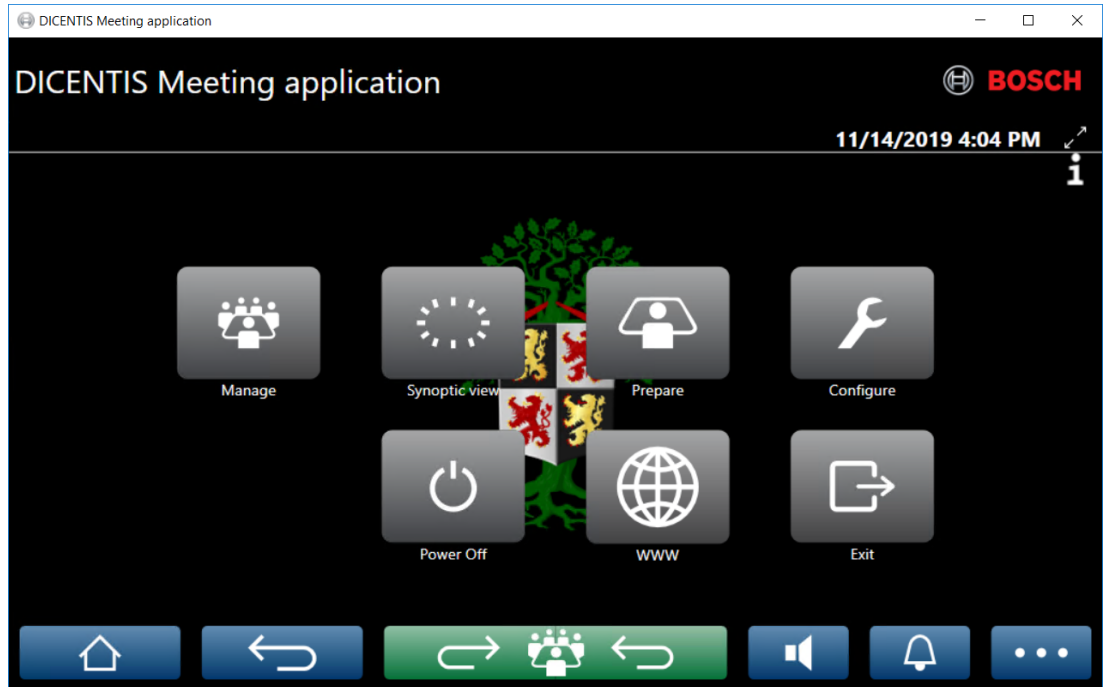 DICENTIS Meeting application
DICENTIS Meeting application
BOSCH
11/14/2019 4:04 PM
Manage
Synoptic view
Prepare
Configure
Power Off
WWW
Exit